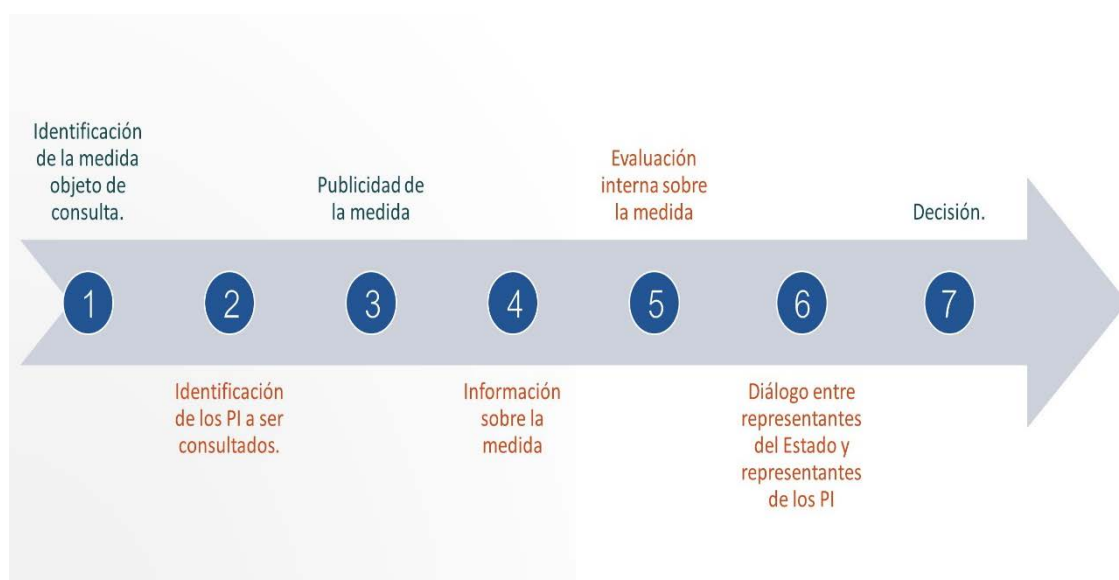 Identificación
de la medida
objeto de
consulta.
Publicidad de
la medida
Evaluación
interna sobre
la medida
Decisión.
1
2
3
4
5
6
7
Identificación
de los PI a ser
consultados.
Información
sobre la
medida
Diálogo entre
representantes
del Estado y
representantes
de los PI